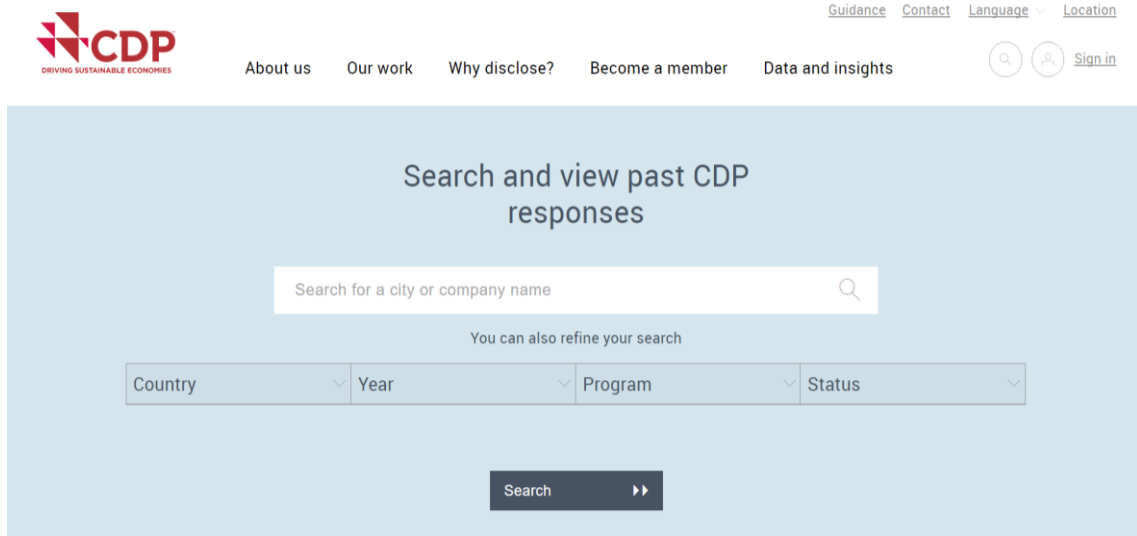 Guidance Contact Language Location
CDP
DRIVING SUSTAINABLE ECONOMIES
About us Our work Why disclose? Become a member Data and insights Sign in
Search and view past CDP
responses
Search for a city or company name
You can also refine your search
Country Year Program Status
Search